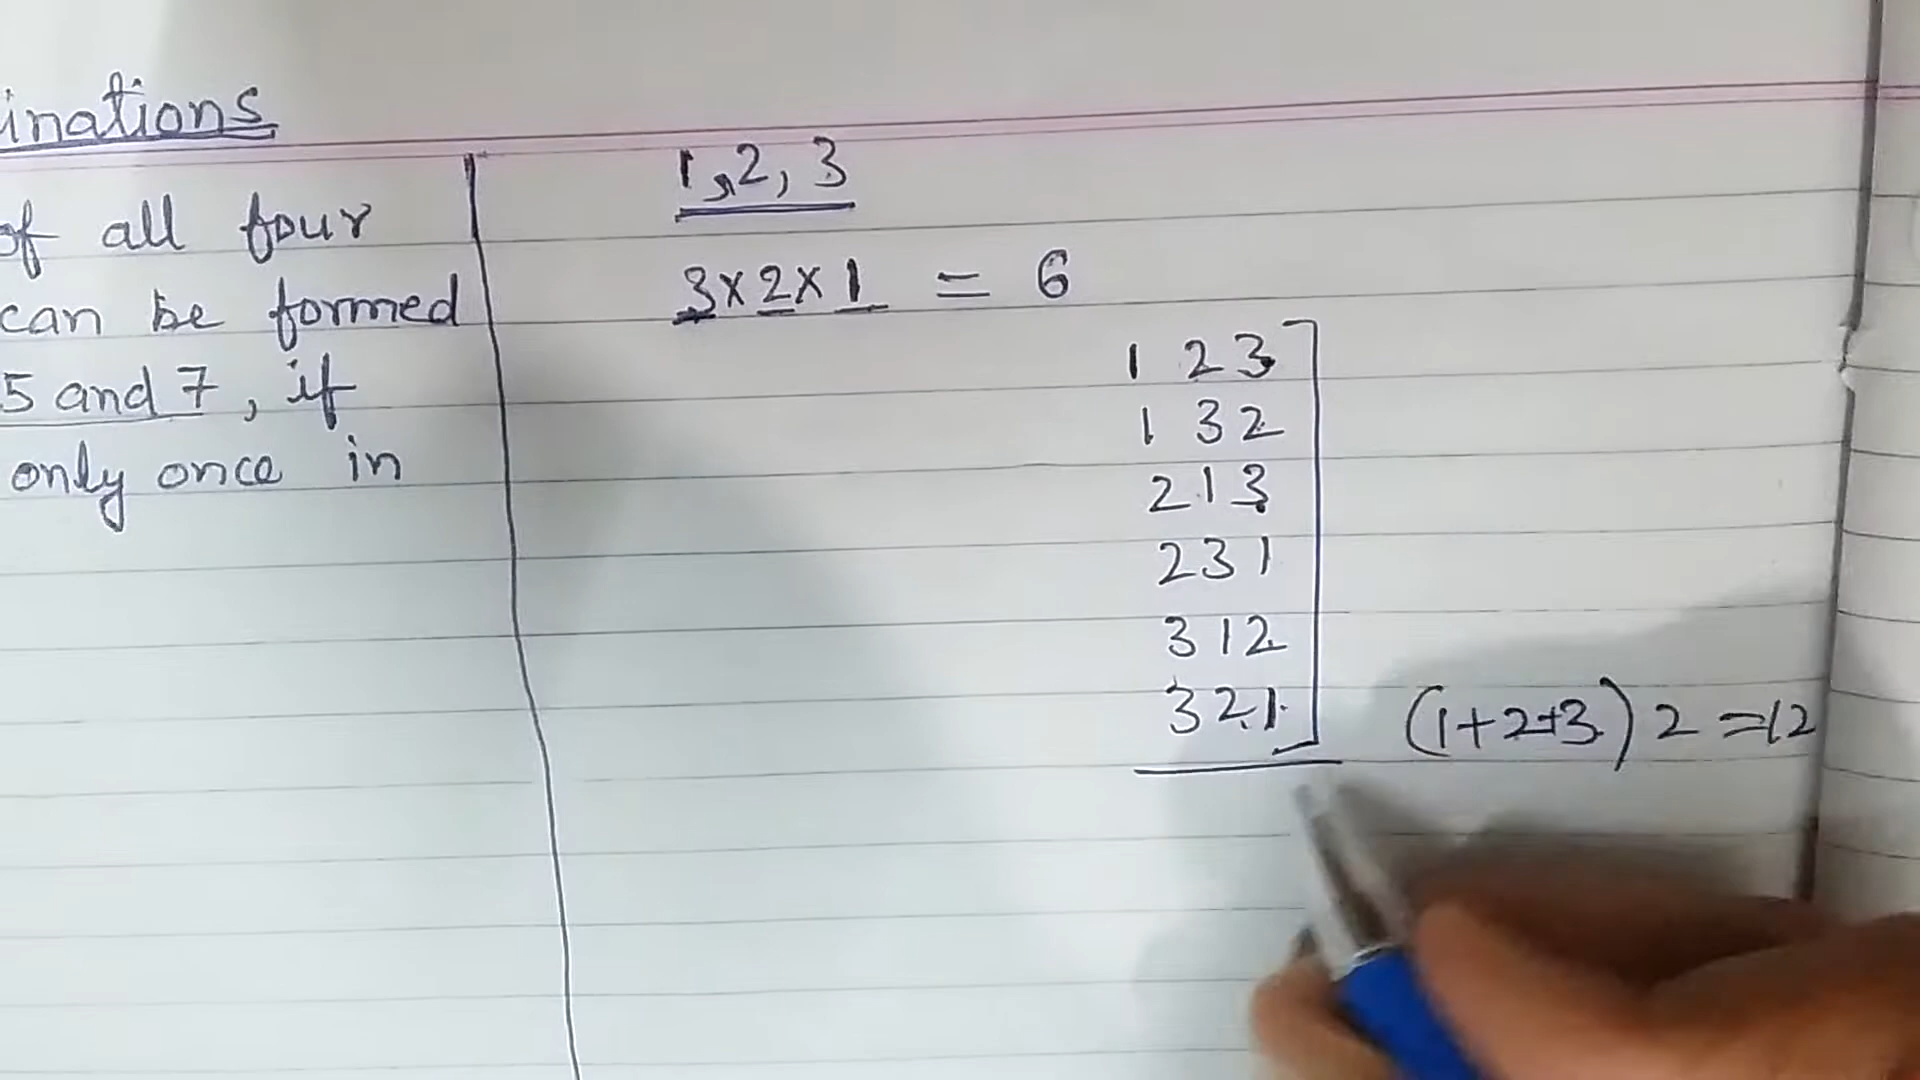 inations
of all four
can be formed
5 and 7, if
only once in
1, 2, 3
3x2x1 = 6
1 2 3
1 3 2
2 1 3
2 3 1
3 1 2
3 2 1
(1+2+3) 2 = 12